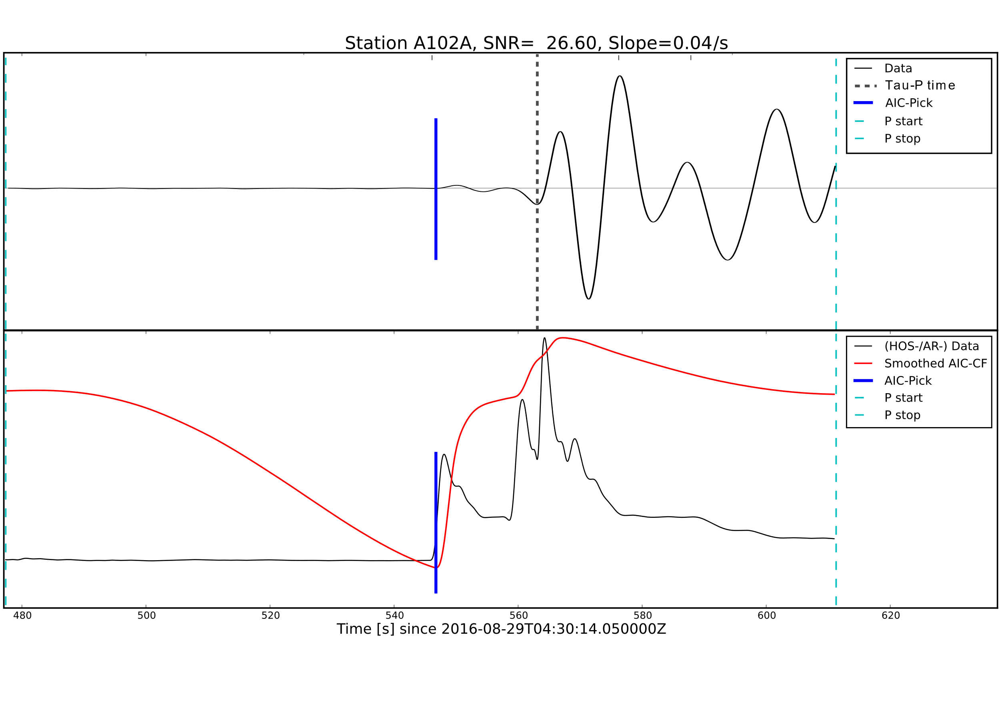 Station A102A, SNR=  26.60, Slope=0.04/s
Data
Tau-P time
AIC-Pick
P start
P stop
(HOS-/AR-) Data
Smoothed AIC-CF
AIC-Pick
P start
P stop
480 500 520 540 560 580 600 620
Time [s] since 2016-08-29T04:30:14.050000Z